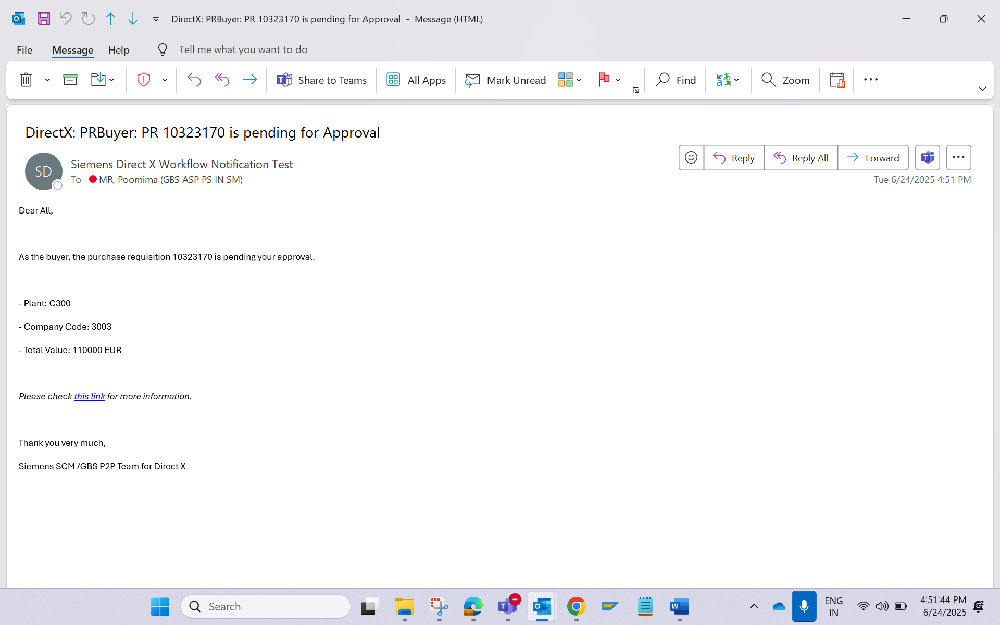 DirectX: PRBuyer: PR 10323170 is pending for Approval - Message (HTML)
File Message Help Tell me what you want to do
Share to Teams All Apps Mark Unread Find Zoom
DirectX: PRBuyer: PR 10323170 is pending for Approval
SD
Siemens Direct X Workflow Notification Test
To MR, Poornima (GBS ASP PS IN SM)
Reply Reply All Forward
Tue 6/24/2025 4:51 PM
Dear All,
As the buyer, the purchase requisition 10323170 is pending your approval.
- Plant: C300
- Company Code: 3003
- Total Value: 110000 EUR
Please check this link for more information.
Thank you very much,
Siemens SCM /GBS P2P Team for Direct X
Search
ENG
IN
4:51:44 PM
6/24/2025